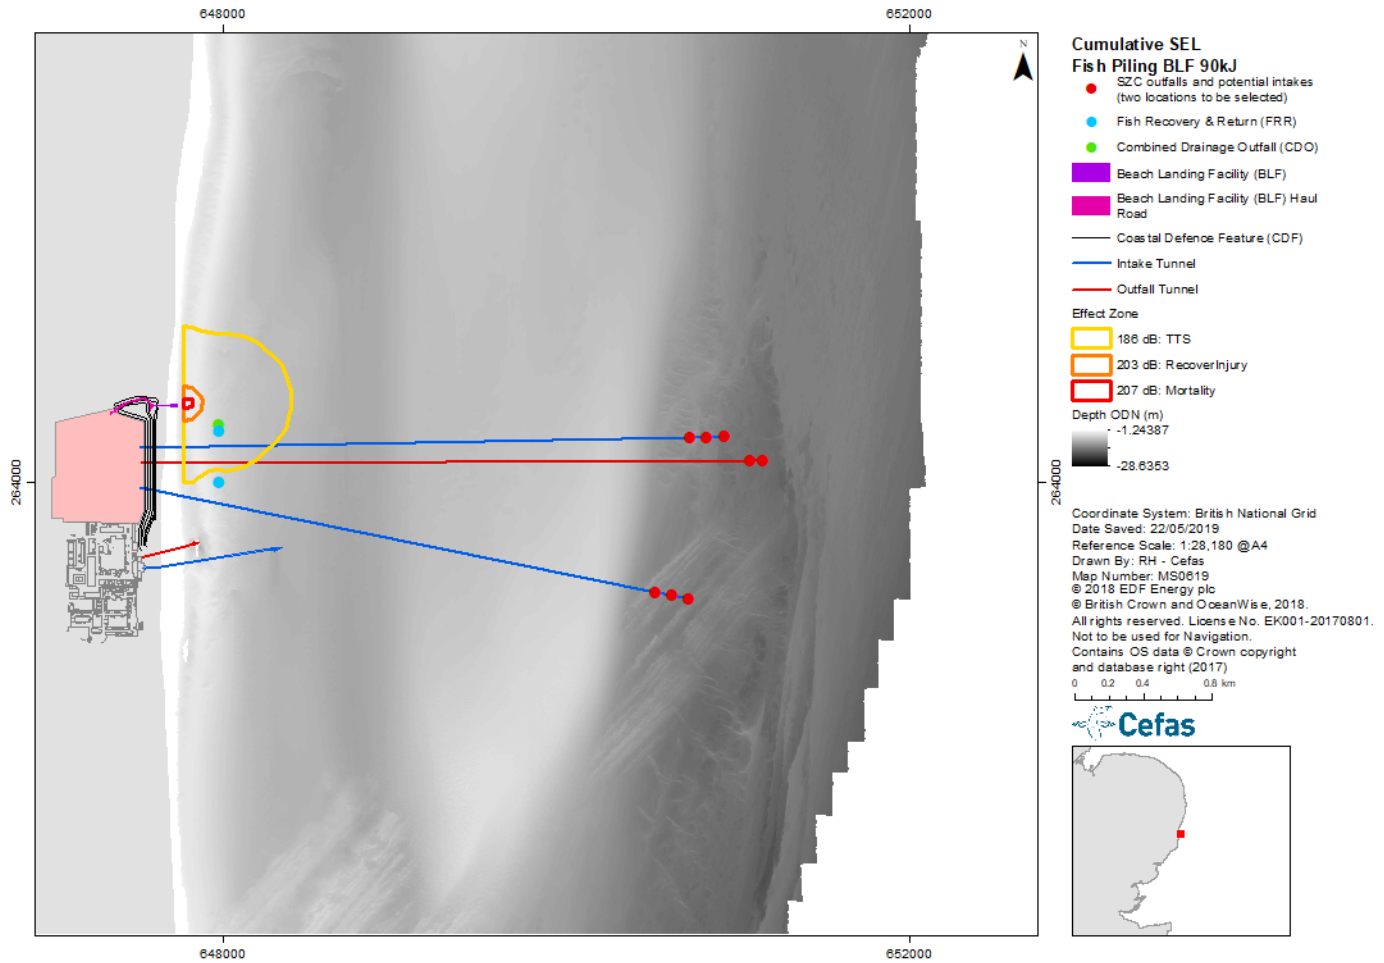 648000
652000
N
264000
264000
648000
652000
Cumulative SEL
Fish Piling BLF 90kJ
SZC outfalls and potential intakes
(two locations to be selected)
Fish Recovery & Return (FRR)
Combined Drainage Outfall (CDO)
Beach Landing Facility (BLF)
Beach Landing Facility (BLF) Haul
Road
Coastal Defence Feature (CDF)
Intake Tunnel
Outfall Tunnel
Effect Zone
186 dB: TTS
203 dB: RecoverInjury
207 dB: Mortality
Depth ODN (m)
-1.24387
-28.6353
Coordinate System: British National Grid
Date Saved: 22/05/2019
Reference Scale: 1:28,180 @A4
Drawn By: RH - Cefas
Map Number: MS0619
© 2018 EDF Energy plc
© British Crown and OceanWise, 2018.
All rights reserved. License No. EK001-20170801.
Not to be used for Navigation.
Contains OS data © Crown copyright
and database right (2017)
0 0.2 0.4 0.8 km
Cefas